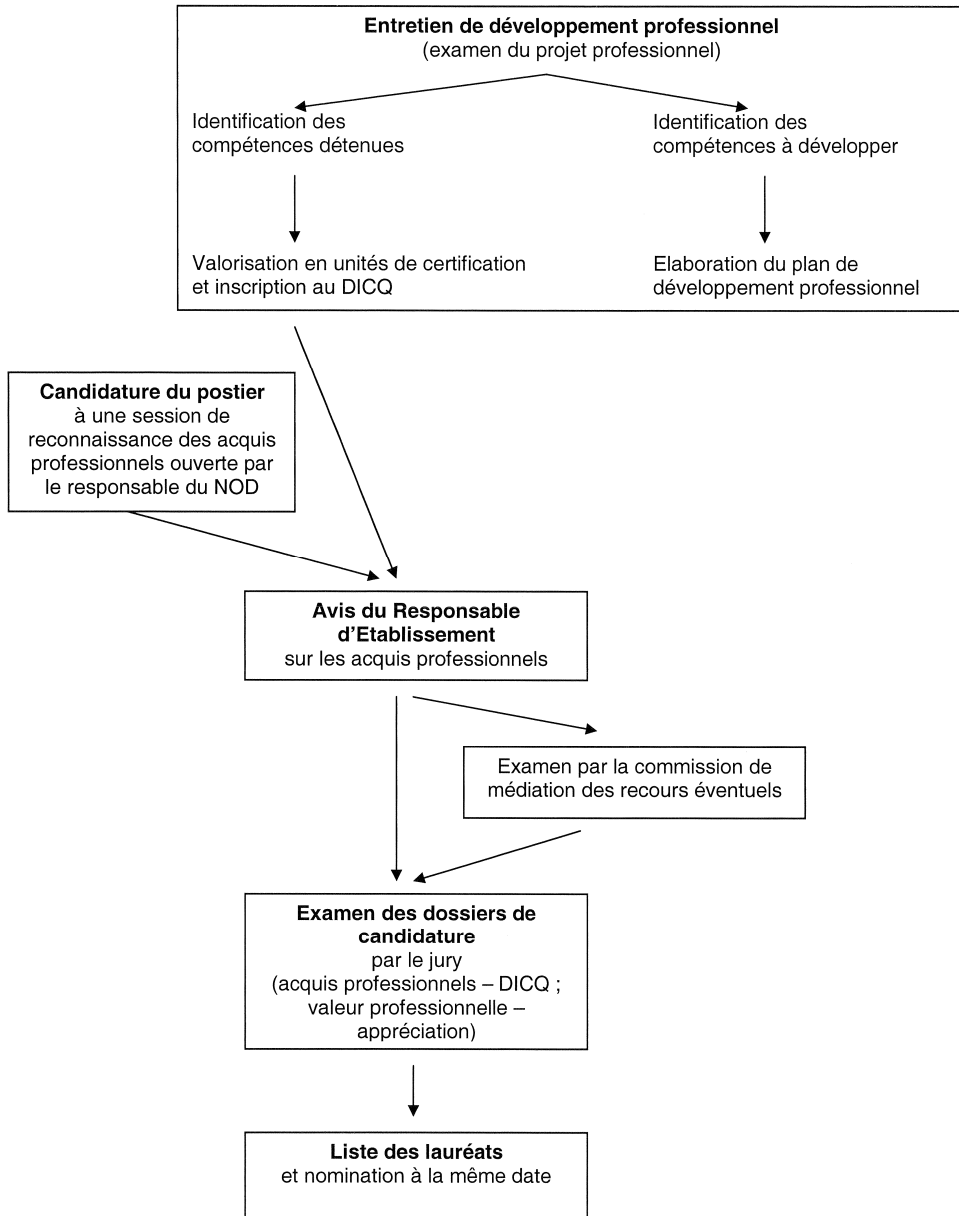 Entretien de développement professionnel
(examen du projet professionnel)
Identification des
compétences détenues
Identification des
compétences à développer
Valorisation en unités de certification
et inscription au DICQ
Elaboration du plan de
développement professionnel
Candidature du postier
à une session de
reconnaissance des acquis
professionnels ouverte par
le responsable du NOD
Avis du Responsable
d'Etablissement
sur les acquis professionnels
Examen par la commission de
médiation des recours éventuels
Examen des dossiers de
candidature
par le jury
(acquis professionnels – DICQ ;
valeur professionnelle –
appréciation)
Liste des lauréats
et nomination à la même date